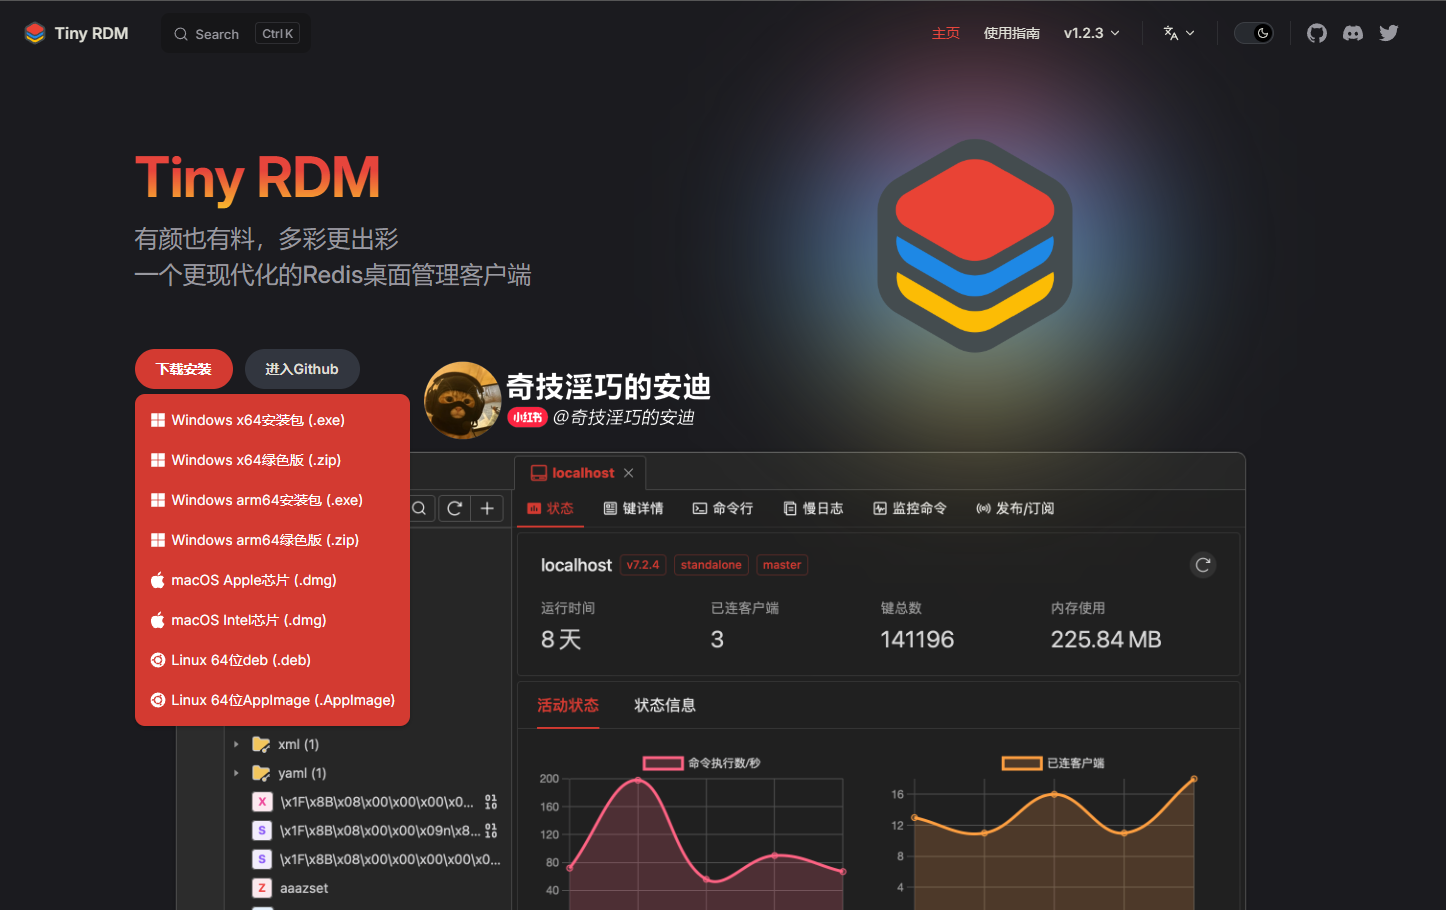 Tiny RDM
Search
Ctrl K
主页
使用指南
v1.2.3
Tiny RDM
有颜也有料，多彩更出彩
一个更现代化的Redis桌面管理客户端
下载安装
进入Github
Windows x64安装包 (.exe)
Windows x64绿色版 (.zip)
Windows arm64安装包 (.exe)
Windows arm64绿色版 (.zip)
macOS Apple芯片 (.dmg)
macOS Intel芯片 (.dmg)
Linux 64位deb (.deb)
Linux 64位AppImage (.AppImage)
奇技淫巧的安迪
小红书 @奇技淫巧的安迪
localhost
状态
键详情
命令行
慢日志
监控命令
发布/订阅
localhost
v7.2.4
standalone
master
运行时间
8 天
已连客户端
3
键总数
141196
内存使用
225.84 MB
活动状态
状态信息
命令执行数/秒
200
160
120
80
40
已连客户端
16
12
8
4
xml (1)
yaml (1)
X \x1F\x8B\x08\x00\x00\x00\x0... 01 10
S \x1F\x8B\x08\x00\x00\x09n\x8... 01 10
S \x1F\x8B\x08\x00\x00\x00\x00\x0...
Z aaazset